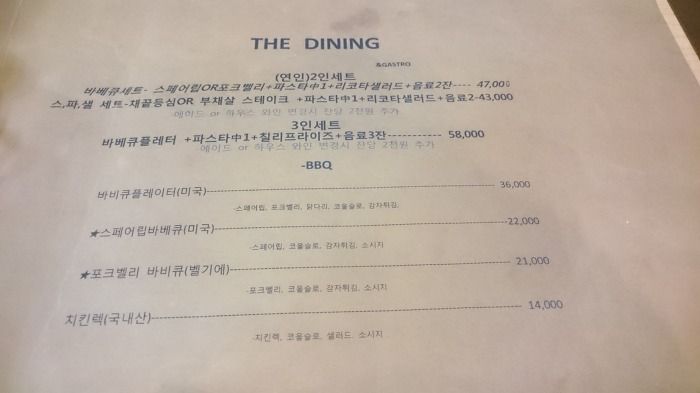 THE DINING
&GASTRO
(연인)2인세트
바베큐세트- 스페어립OR포크벨리+파스타中1+리코타샐러드+음료2잔---- 47,000
스,파,샐 세트-채끝등심OR 부채살 스테이크 +파스타中1+리코타샐러드+음료2-43,000
-에이드 or 하우스 와인 변경시 잔당 2천원 추가
3인세트
바베큐플레터 +파스타中1+칠리프라이즈+음료3잔----------- 58,000
-에이드 or 하우스 와인 변경시 잔당 2천원 추가
-BBQ
바비큐플레이터(미국)-------------------------------------------- 36,000
-스페어립, 포크벨리, 닭다리, 코울슬로, 감자튀김,
★스페어립바베큐(미국)--------------------------------------------22,000
-스페어립, 코울슬로, 감자튀김, 소시지
★포크벨리 바비큐(벨기에)-------------------------------------------- 21,000
-포크벨리, 코울슬로, 감자튀김, 소시지
치킨렉(국내산)-------------------------------------------- 14,000
-치킨렉, 코울슬로, 샐러드, 소시지